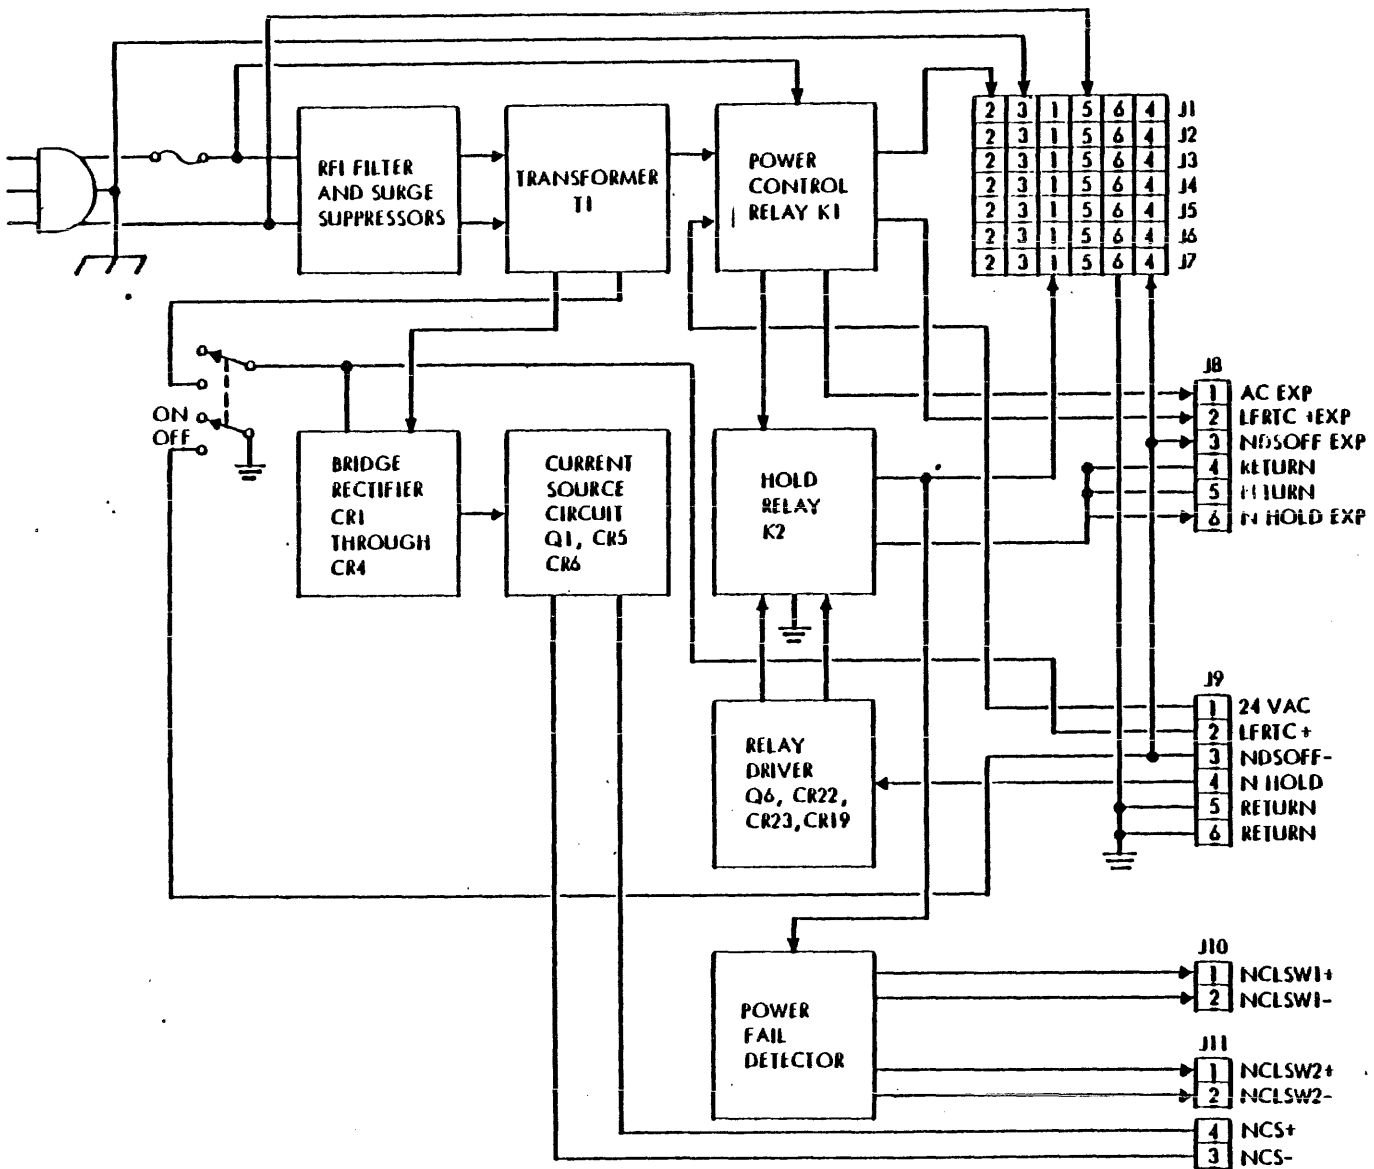 2 3 1 5 6 4 J1
2 3 1 5 6 4 J2
2 3 1 5 6 4 J3
2 3 1 5 6 4 J4
2 3 1 5 6 4 J5
2 3 1 5 6 4 J6
2 3 1 5 6 4 J7
RFI FILTER
AND SURGE
SUPPRESSORS
TRANSFORMER
T1
POWER
CONTROL
RELAY K1
ON
OFF
BRIDGE
RECTIFIER
CR1
THROUGH
CR4
CURRENT
SOURCE
CIRCUIT
Q1, CR5
CR6
HOLD
RELAY
K2
J8
1 AC EXP
2 LFRTC +EXP
3 NDSOFF EXP
4 RETURN
5 RETURN
6 N HOLD EXP
RELAY
DRIVER
Q6, CR22,
CR23, CR19
J9
1 24 VAC
2 LFRTC +
3 NDSOFF-
4 N HOLD
5 RETURN
6 RETURN
POWER
FAIL
DETECTOR
J10
1 NCLSW1+
2 NCLSW1-
J11
1 NCLSW2+
2 NCLSW2-
4 NCS+
3 NCS-